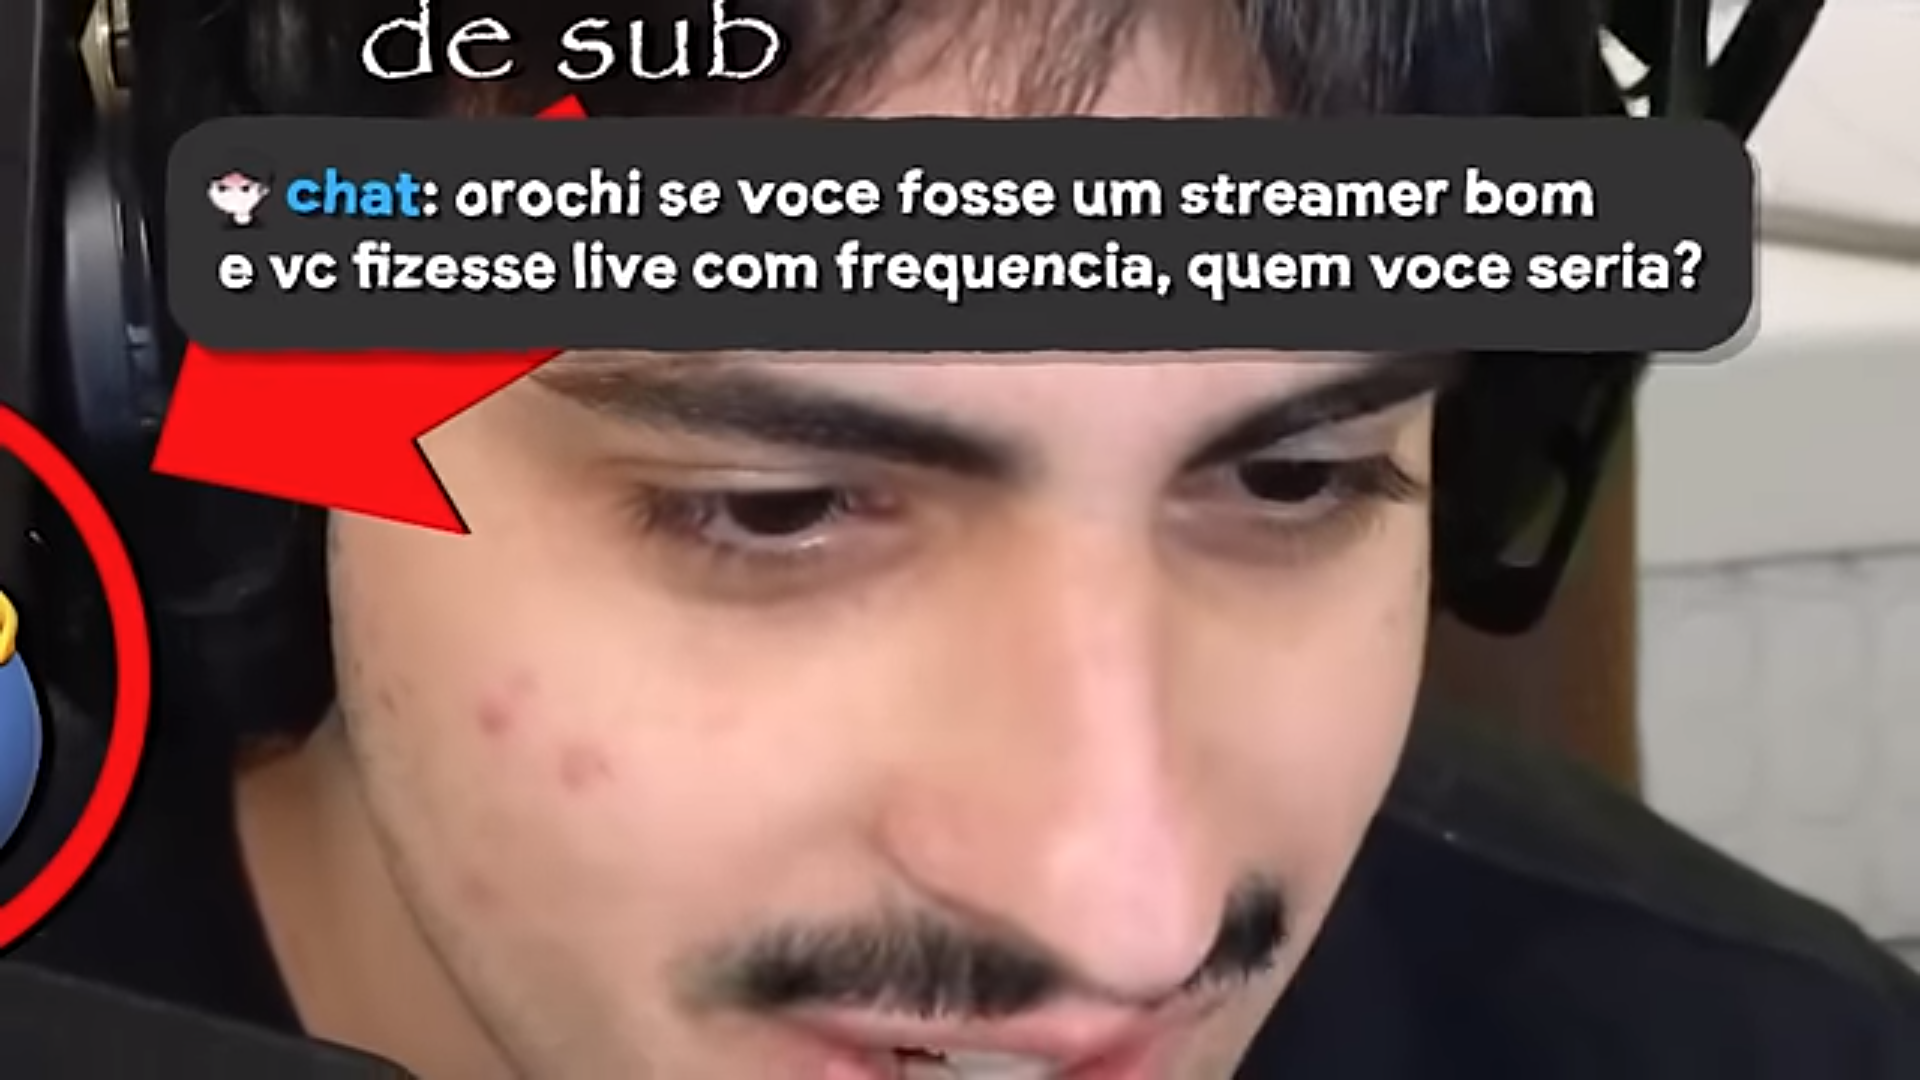 de sub
chat: orochi se voce fosse um streamer bom
e vc fizesse live com frequencia, quem voce seria?